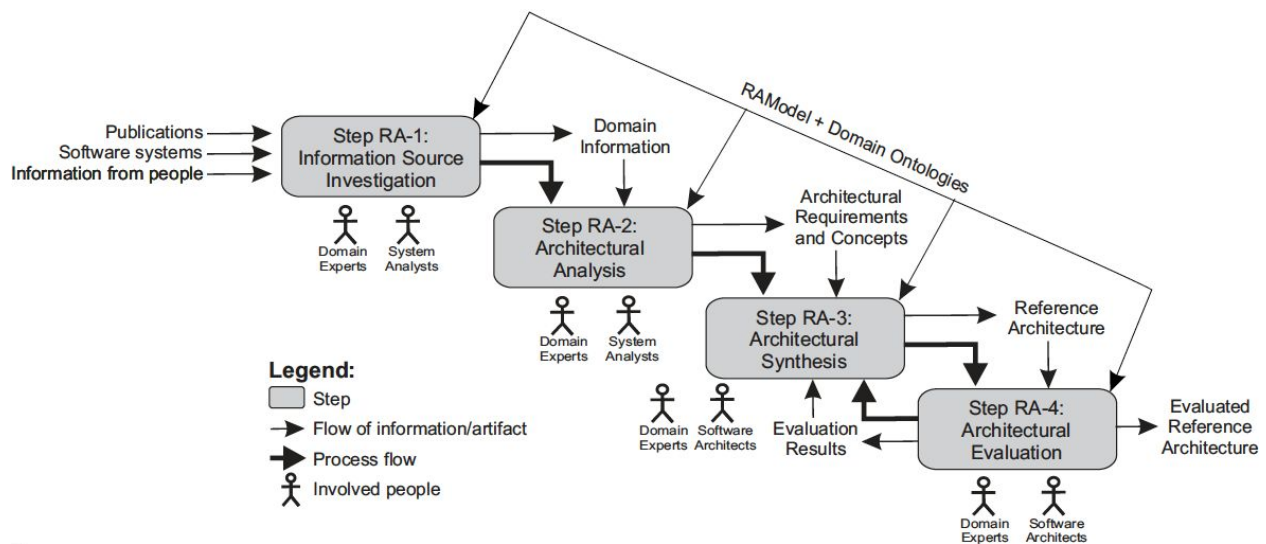 RAModel + Domain Ontologies
Publications
Software systems
Information from people
Step RA-1:
Information Source
Investigation
Domain
Information
Domain
Experts
System
Analysts
Step RA-2:
Architectural
Analysis
Architectural
Requirements
and Concepts
Domain
Experts
System
Analysts
Step RA-3:
Architectural
Synthesis
Reference
Architecture
Domain
Experts
Software
Architects
Evaluation
Results
Step RA-4:
Architectural
Evaluation
Evaluated
Reference
Architecture
Domain
Experts
Software
Architects
Legend:
Step
Flow of information/artifact
Process flow
Involved people